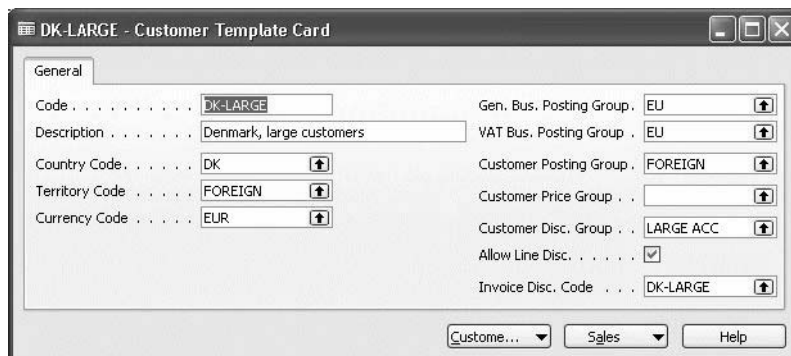 DK-LARGE - Customer Template Card
General
Code . . . . . . . . . . DK-LARGE
Description . . . . . . . Denmark, large customers
Country Code. . . . . . DK
Territory Code . . . . . FOREIGN
Currency Code . . . . . EUR
Gen. Bus. Posting Group. EU
VAT Bus. Posting Group . EU
Customer Posting Group. FOREIGN
Customer Price Group . .
Customer Disc. Group . . LARGE ACC
Allow Line Disc. . . . . .
Invoice Disc. Code . . . DK-LARGE
Custome... Sales Help